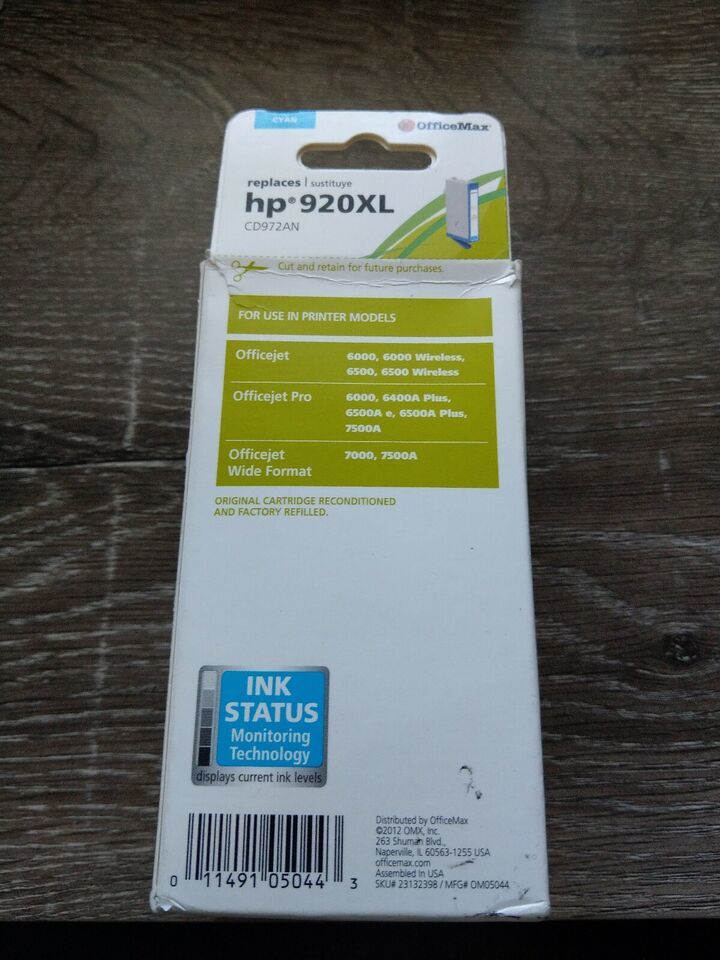 CYAN
OfficeMax
replaces | sustituye
hp® 920XL
CD972AN
Cut and retain for future purchases.
FOR USE IN PRINTER MODELS
Officejet 6000, 6000 Wireless,
6500, 6500 Wireless
Officejet Pro 6000, 6400A Plus,
6500A e, 6500A Plus,
7500A
Officejet 7000, 7500A
Wide Format
ORIGINAL CARTRIDGE RECONDITIONED
AND FACTORY REFILLED.
INK
STATUS
Monitoring
Technology
displays current ink levels
Distributed by OfficeMax
©2012 OMX, Inc.
263 Shuman Blvd.,
Naperville, IL 60563-1255 USA
officemax.com
Assembled in USA
SKU# 23132398 / MFG# OM05044
0 11491 05044 3